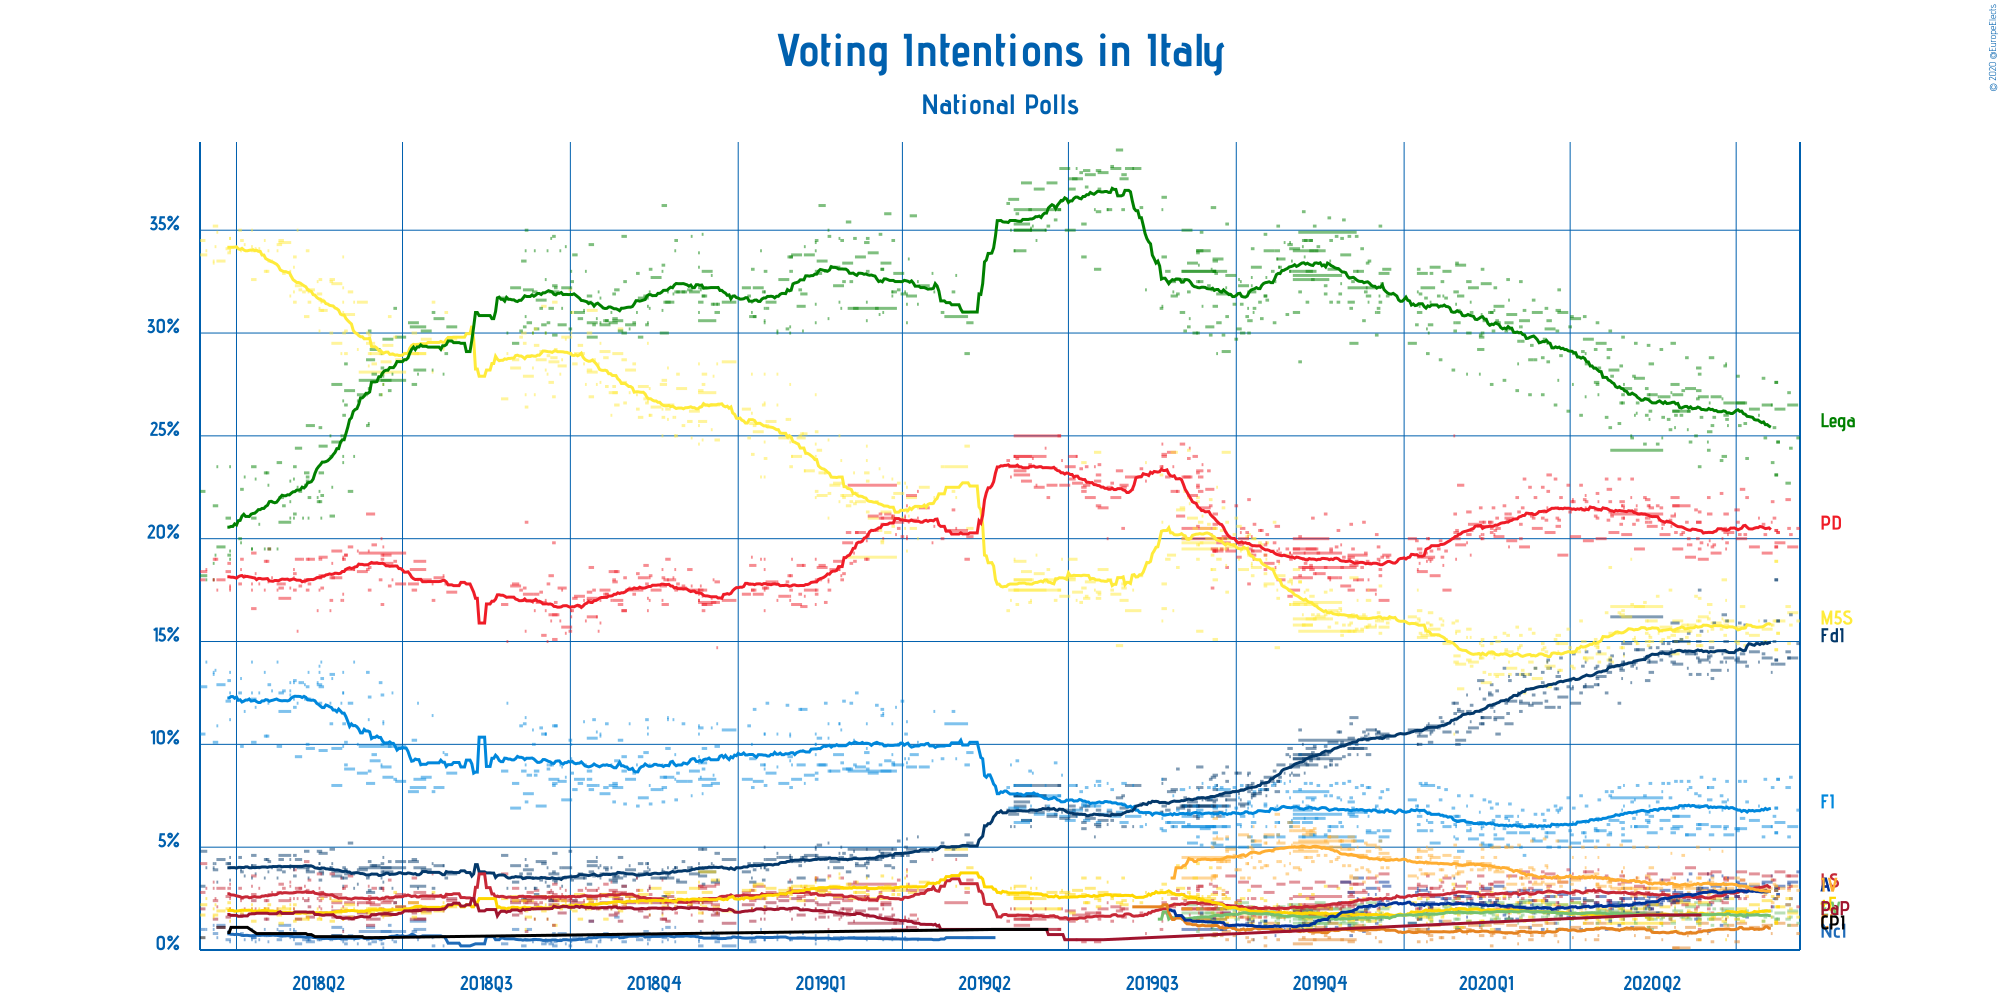 Voting Intentions in Italy
National Polls
© 2020 @EuropeElects
35%
30%
25%
20%
15%
10%
5%
0%
2018Q2 2018Q3 2018Q4 2019Q1 2019Q2 2019Q3 2019Q4 2020Q1 2020Q2
Lega
PD
M5S
FdI
FI
LS
PaP
CPI
NcI